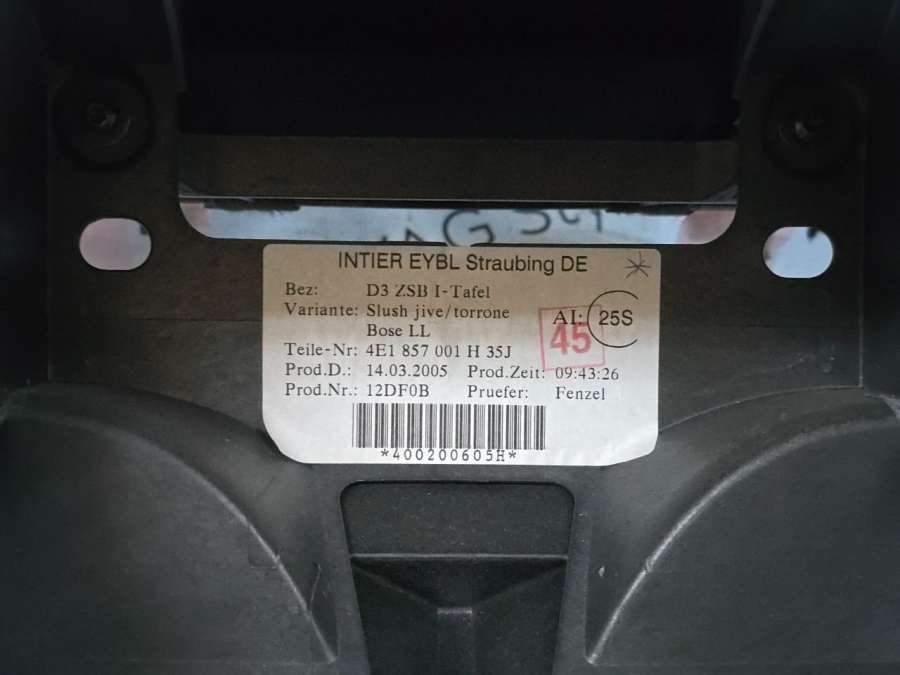 INTIER EYBL Straubing DE
Bez: D3 ZSB I-Tafel
Variante: Slush jive/torrone
Bose LL
AI: 25S
45
Teile-Nr: 4E1 857 001 H 35J
Prod.D.: 14.03.2005 Prod.Zeit: 09:43:26
Prod.Nr.: 12DF0B Pruefer: Fenzel
*400200605H*